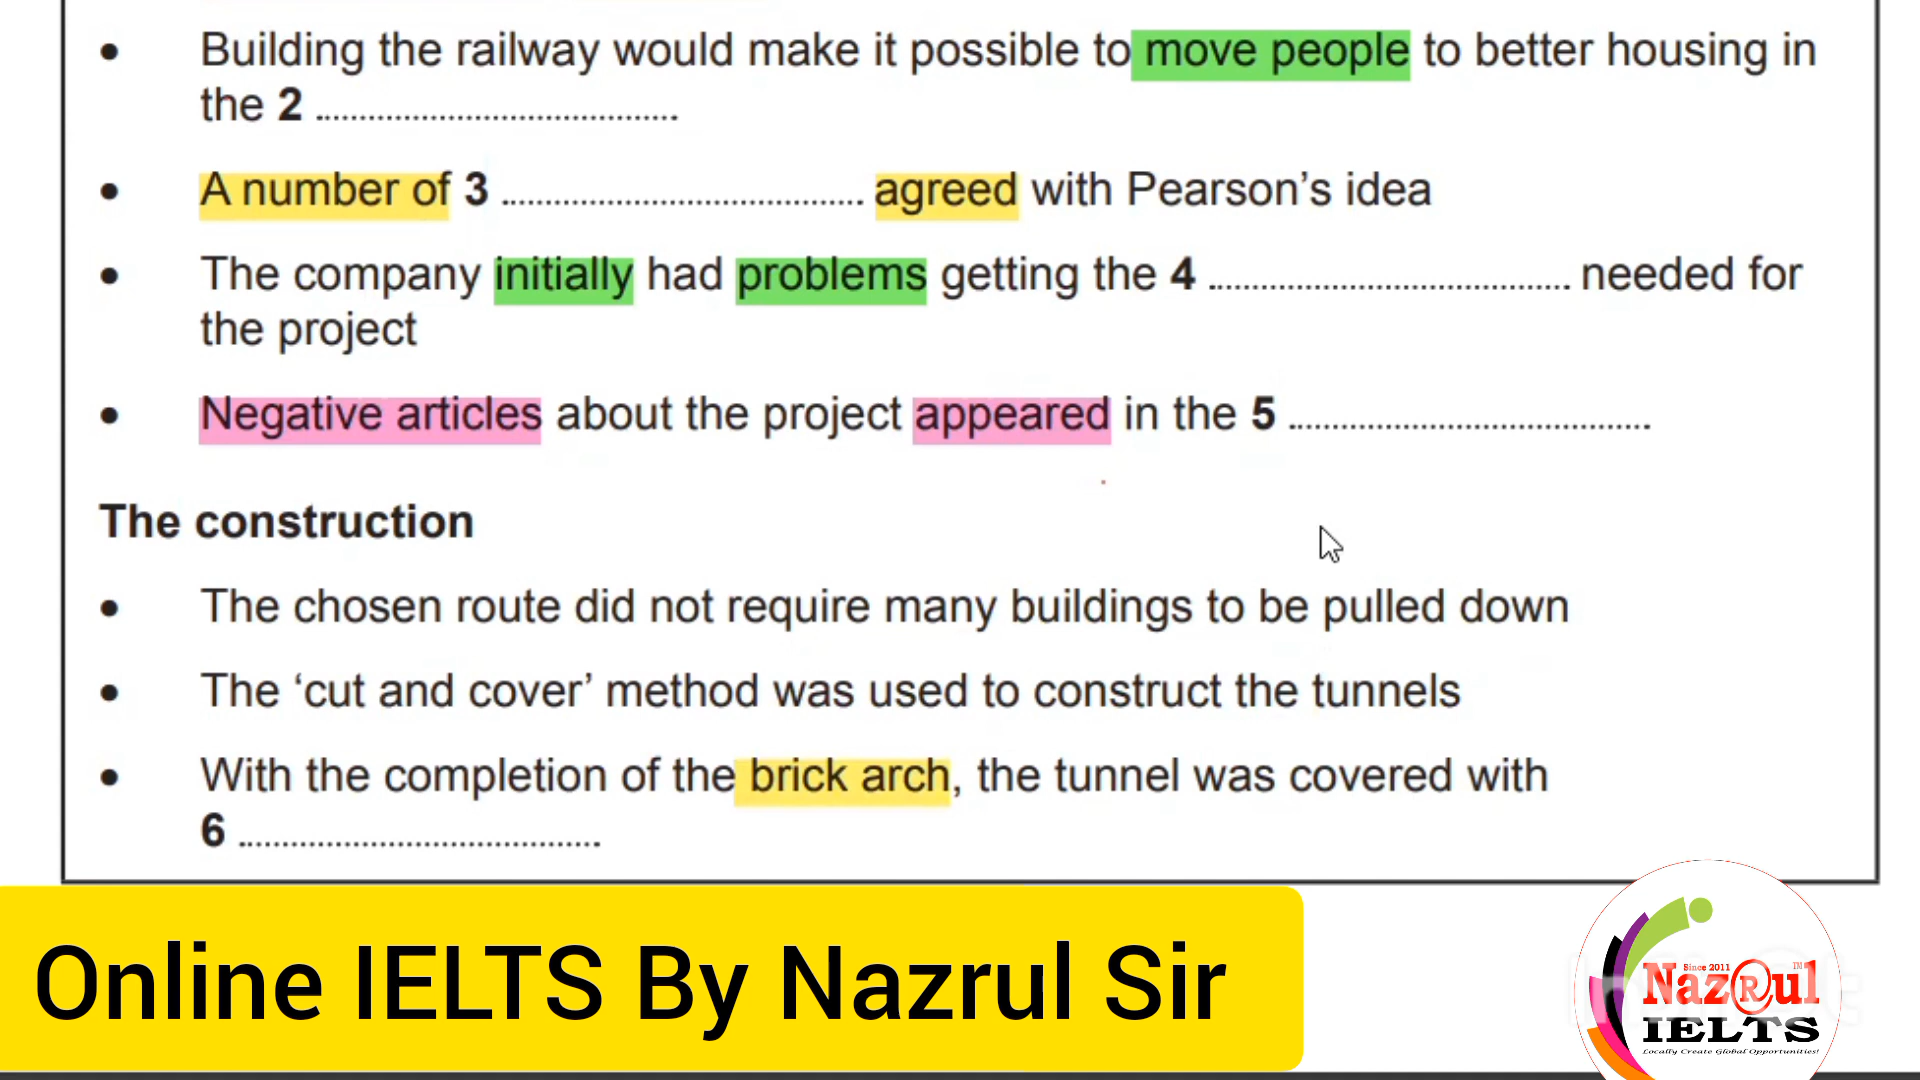 • Building the railway would make it possible to move people to better housing in
the 2 ........................................
• A number of 3 ........................................ agreed with Pearson’s idea
• The company initially had problems getting the 4 ........................................ needed for
the project
• Negative articles about the project appeared in the 5 ........................................
The construction
• The chosen route did not require many buildings to be pulled down
• The ‘cut and cover’ method was used to construct the tunnels
• With the completion of the brick arch, the tunnel was covered with
6 ........................................
Online IELTS By Nazrul Sir
Since 2011 TM
NazRul
IELTS
Locally Create Global Opportunities!